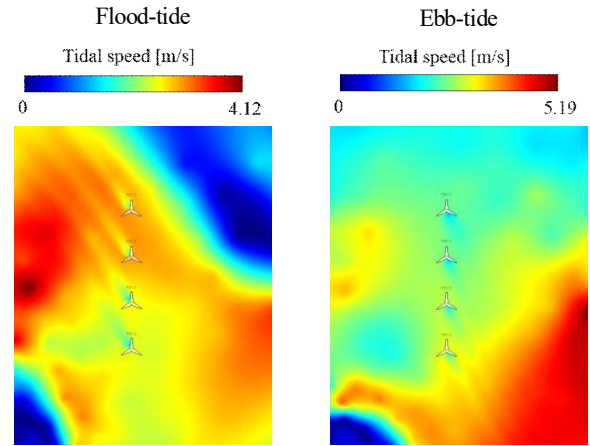 Flood-tide
Tidal speed [m/s]
0 4.12
Ebb-tide
Tidal speed [m/s]
0 5.19